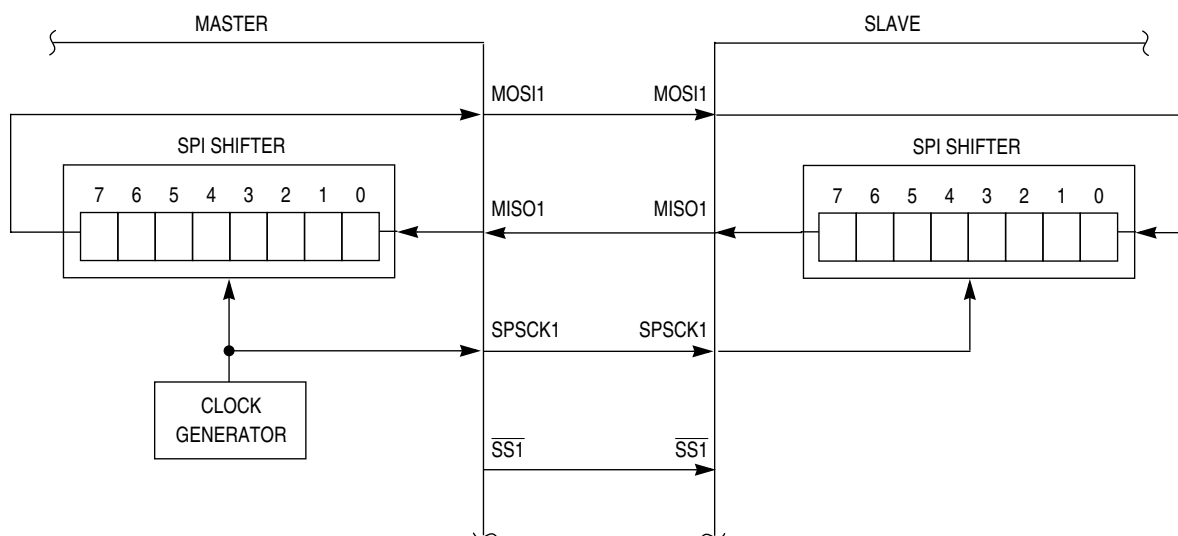 MASTER
SLAVE
MOSI1 MOSI1
SPI SHIFTER
SPI SHIFTER
7 6 5 4 3 2 1 0
7 6 5 4 3 2 1 0
MISO1 MISO1
SPSCK1 SPSCK1
CLOCK
GENERATOR
SS1 SS1